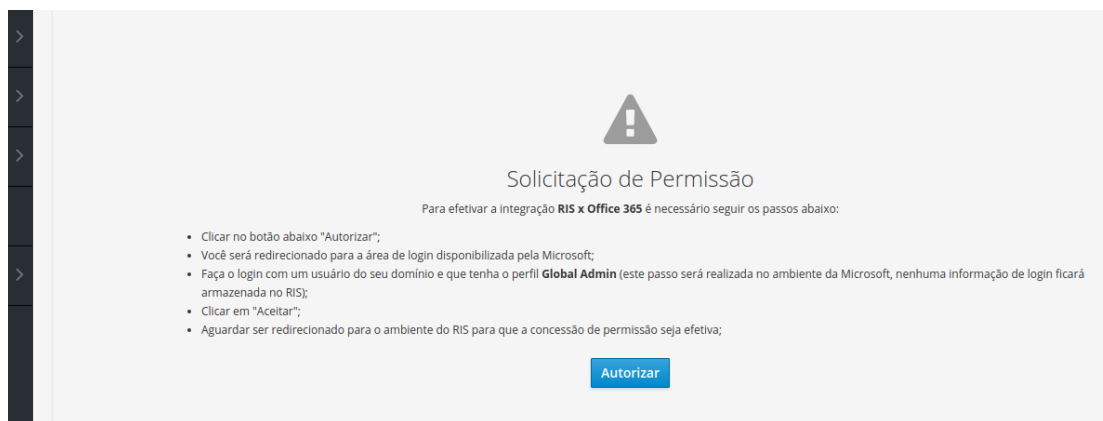 Solicitação de Permissão
Para efetivar a integração RIS x Office 365 é necessário seguir os passos abaixo:
• Clicar no botão abaixo "Autorizar";
• Você será redirecionado para a área de login disponibilizada pela Microsoft;
• Faça o login com um usuário do seu domínio e que tenha o perfil Global Admin (este passo será realizada no ambiente da Microsoft, nenhuma informação de login ficará
armazenada no RIS);
• Clicar em "Aceitar";
• Aguardar ser redirecionado para o ambiente do RIS para que a concessão de permissão seja efetiva;
Autorizar